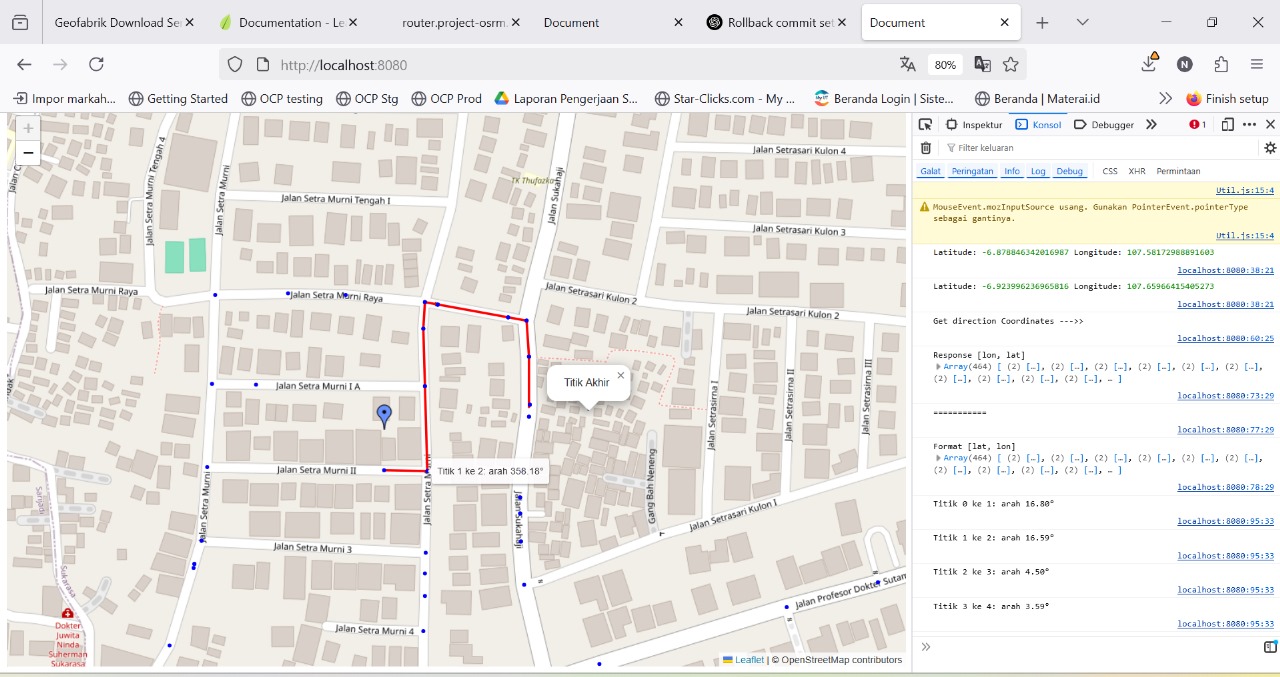 Geofabrik Download Se
Documentation - Le
router.project-osrm.
Document
Rollback commit set
Document
http://localhost:8080
80%
N
Impor markah...
Getting Started
OCP testing
OCP Stg
OCP Prod
Laporan Pengerjaan S...
Star-Clicks.com - My ...
Beranda Login | Siste...
Beranda | Materai.id
Finish setup
+
−
Jalan Setra Murni Tengah 4
Jalan Setra Murni
TK Thufazka
Jalan Sukahaji
Jalan Setrasari Kulon 4
Jalan Setra Murni Tengah I
Jalan Setrasari Kulon 3
Jalan Setra Murni Raya
Jalan Setra Murni Raya
Jalan Setrasari Kulon 2
Jalan Setrasari Kulon 2
Titik Akhir
×
Jalan Setra Murni I A
Jalan Setrasirna I
Jalan Setrasirna II
Jalan Setrasirna III
Jalan Setra Murni II
Titik 1 ke 2: arah 358.18°
Jalan Setra Murni
Jalan Setra Murni
Jalan Sukahaji
Gang Bah Neneng
Jalan Setrasari Kulon I
Jalan Setra Murni 3
Sukarasa
Jalan Profesor Dokter Sutam
Dokter
Juwita
Ninda
Suherman
Sukarasa
Jalan Setra Murni 4
Leaflet | © OpenStreetMap contributors
Inspektur
Konsol
Debugger
1
Filter keluaran
Galat
Peringatan
Info
Log
Debug
CSS
XHR
Permintaan
Util.js:15:4
MouseEvent.mozInputSource usang. Gunakan PointerEvent.pointerType
sebagai gantinya.
Util.js:15:4
Latitude: -6.878846342016987 Longitude: 107.58172988891603
localhost:8080:38:21
Latitude: -6.923996236965816 Longitude: 107.65966415405273
localhost:8080:38:21
Get direction Coordinates --->>
localhost:8080:60:25
Response [lon, lat]
Array(464) [ (2) […], (2) […], (2) […], (2) […], (2) […], (2) […],
(2) […], (2) […], (2) […], (2) […], … ]
localhost:8080:73:29
===========
localhost:8080:77:29
Format [lat, lon]
Array(464) [ (2) […], (2) […], (2) […], (2) […], (2) […], (2) […],
(2) […], (2) […], (2) […], (2) […], … ]
localhost:8080:78:29
Titik 0 ke 1: arah 16.80°
localhost:8080:95:33
Titik 1 ke 2: arah 16.59°
localhost:8080:95:33
Titik 2 ke 3: arah 4.50°
localhost:8080:95:33
Titik 3 ke 4: arah 3.59°
localhost:8080:95:33